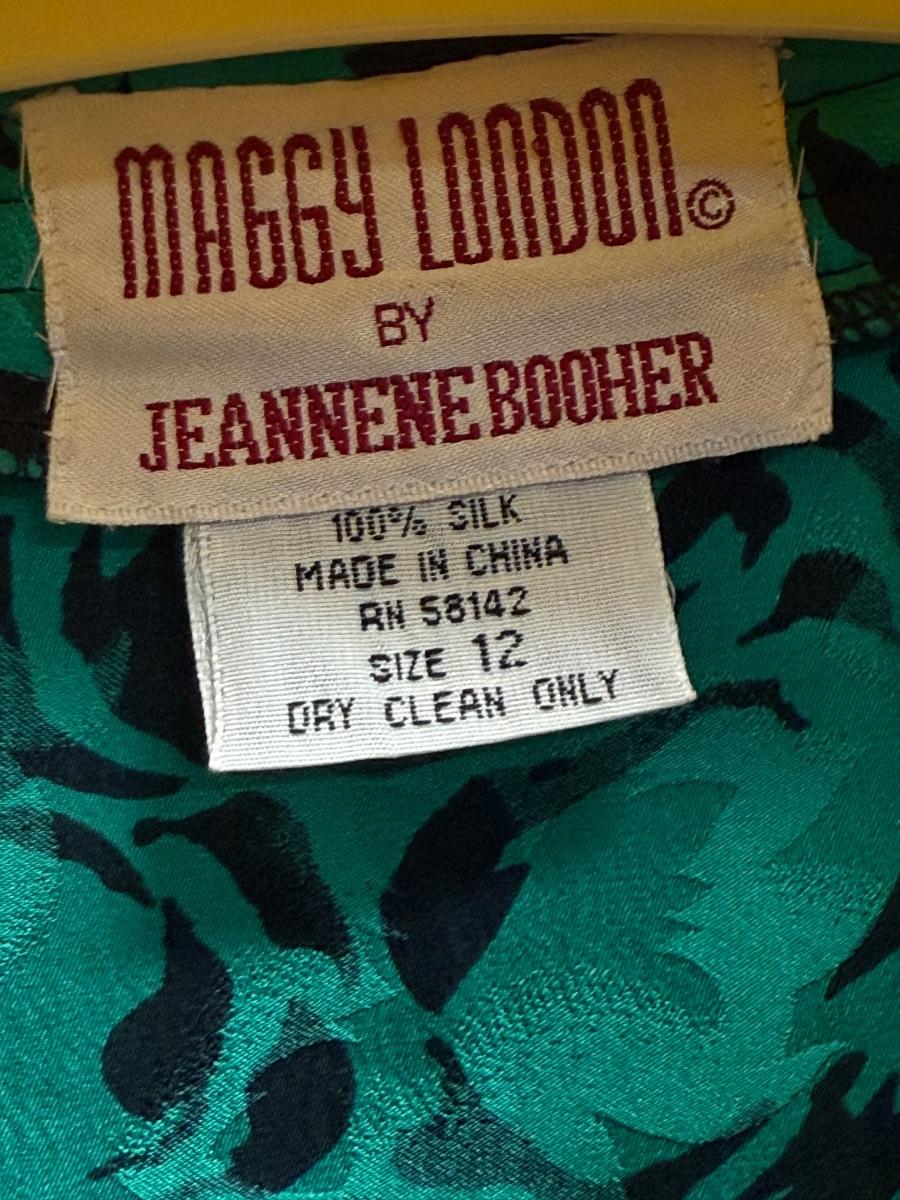 MAGGY LONDON©
BY
JEANNENE BOOHER
100% SILK
MADE IN CHINA
RN 58142
SIZE 12
DRY CLEAN ONLY